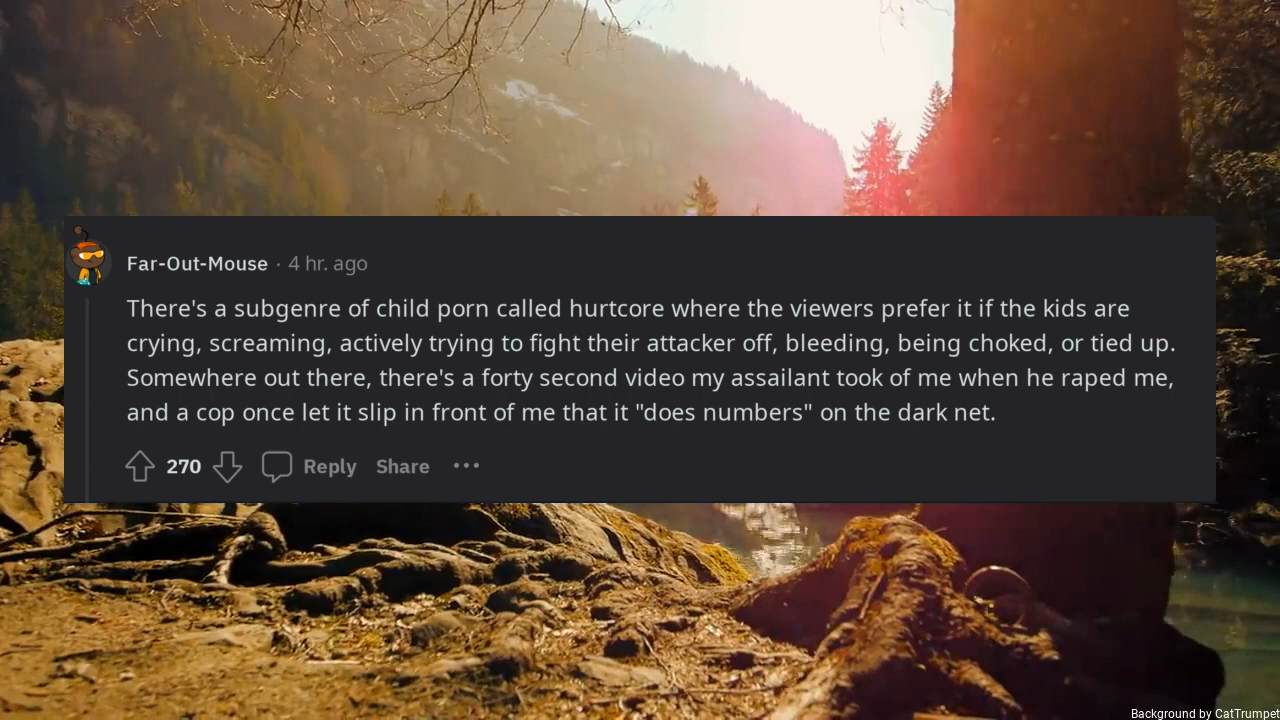 Far-Out-Mouse · 4 hr. ago
There's a subgenre of child porn called hurtcore where the viewers prefer it if the kids are
crying, screaming, actively trying to fight their attacker off, bleeding, being choked, or tied up.
Somewhere out there, there's a forty second video my assailant took of me when he raped me,
and a cop once let it slip in front of me that it "does numbers" on the dark net.
270 Reply Share •••
Background by CatTrumpet